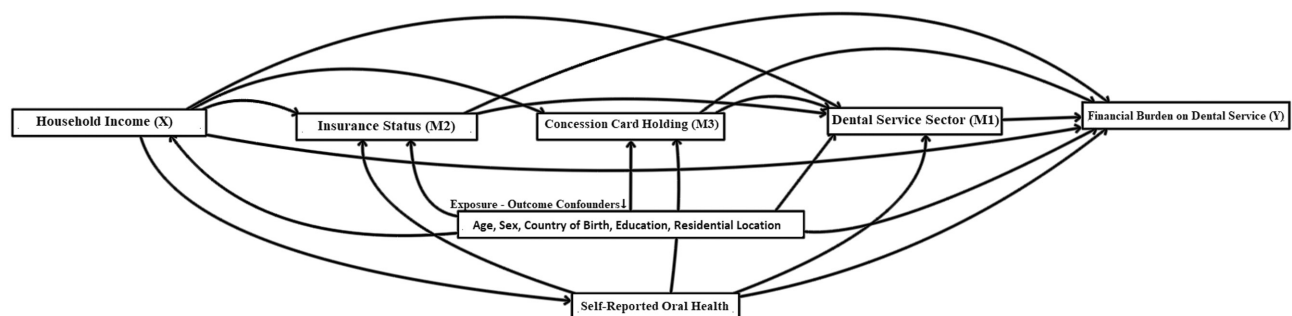 Household Income (X)
Insurance Status (M2)
Concession Card Holding (M3)
Dental Service Sector (M1)
Financial Burden on Dental Service (Y)
Exposure - Outcome Confounders↓
Age, Sex, Country of Birth, Education, Residential Location
Self-Reported Oral Health